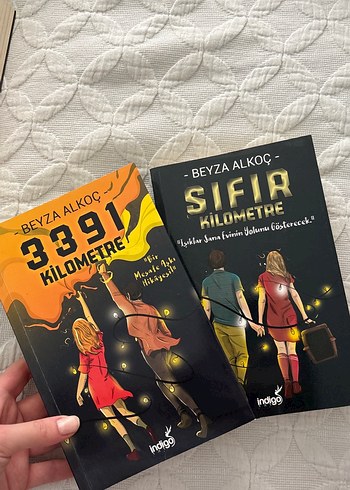 BEYZA ALKOÇ -
3391
KİLOMETRE
"Bir
Mesafe Aşkı
Hikâyesi"
indigo
- BEYZA ALKOÇ -
SIFIR
KİLOMETRE
"Işıklar Sana Evinin Yolunu Gösterecek."
indigo